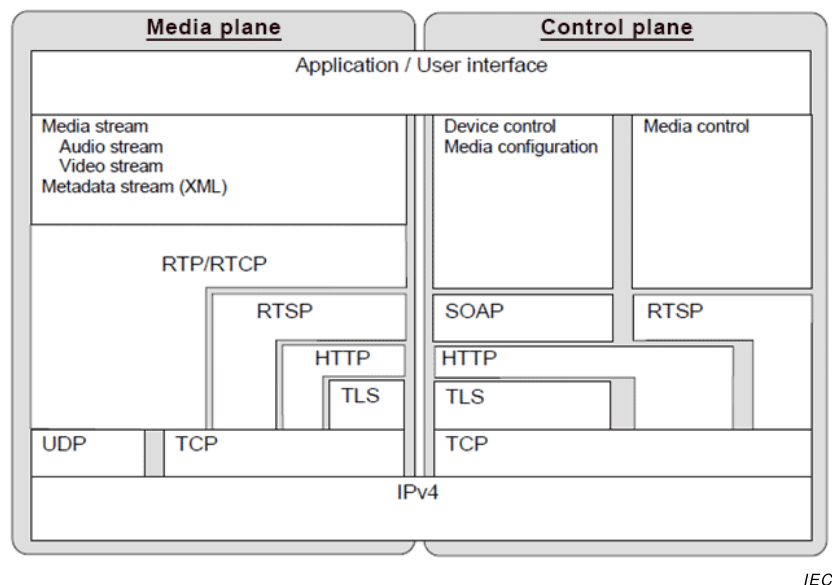 Media plane
Control plane
Application / User interface
Media stream
Audio stream
Video stream
Metadata stream (XML)
Device control
Media configuration
Media control
RTP/RTCP
RTSP
SOAP
RTSP
HTTP
HTTP
TLS
TLS
UDP
TCP
TCP
IPv4
IEC